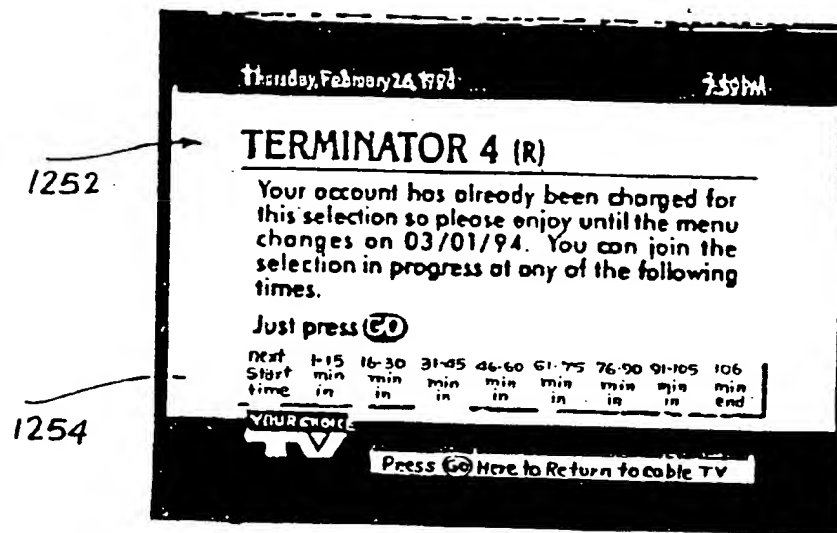 Thursday, February
7:59 PM
1252
TERMINATOR 4 (R)
Your account has already been charged for
this selection so please enjoy until the menu
changes on 03/01/94. You can join the
selection in progress at any of the following
times.
Just press GO
next 1-15 16-30 31-45 46-60 61-75 76-90 91-105 106
Start min min min min min min min min
time in in in in in in in end
1254
YOUR CHOICE
TV
Press GO Here to Return to cable TV